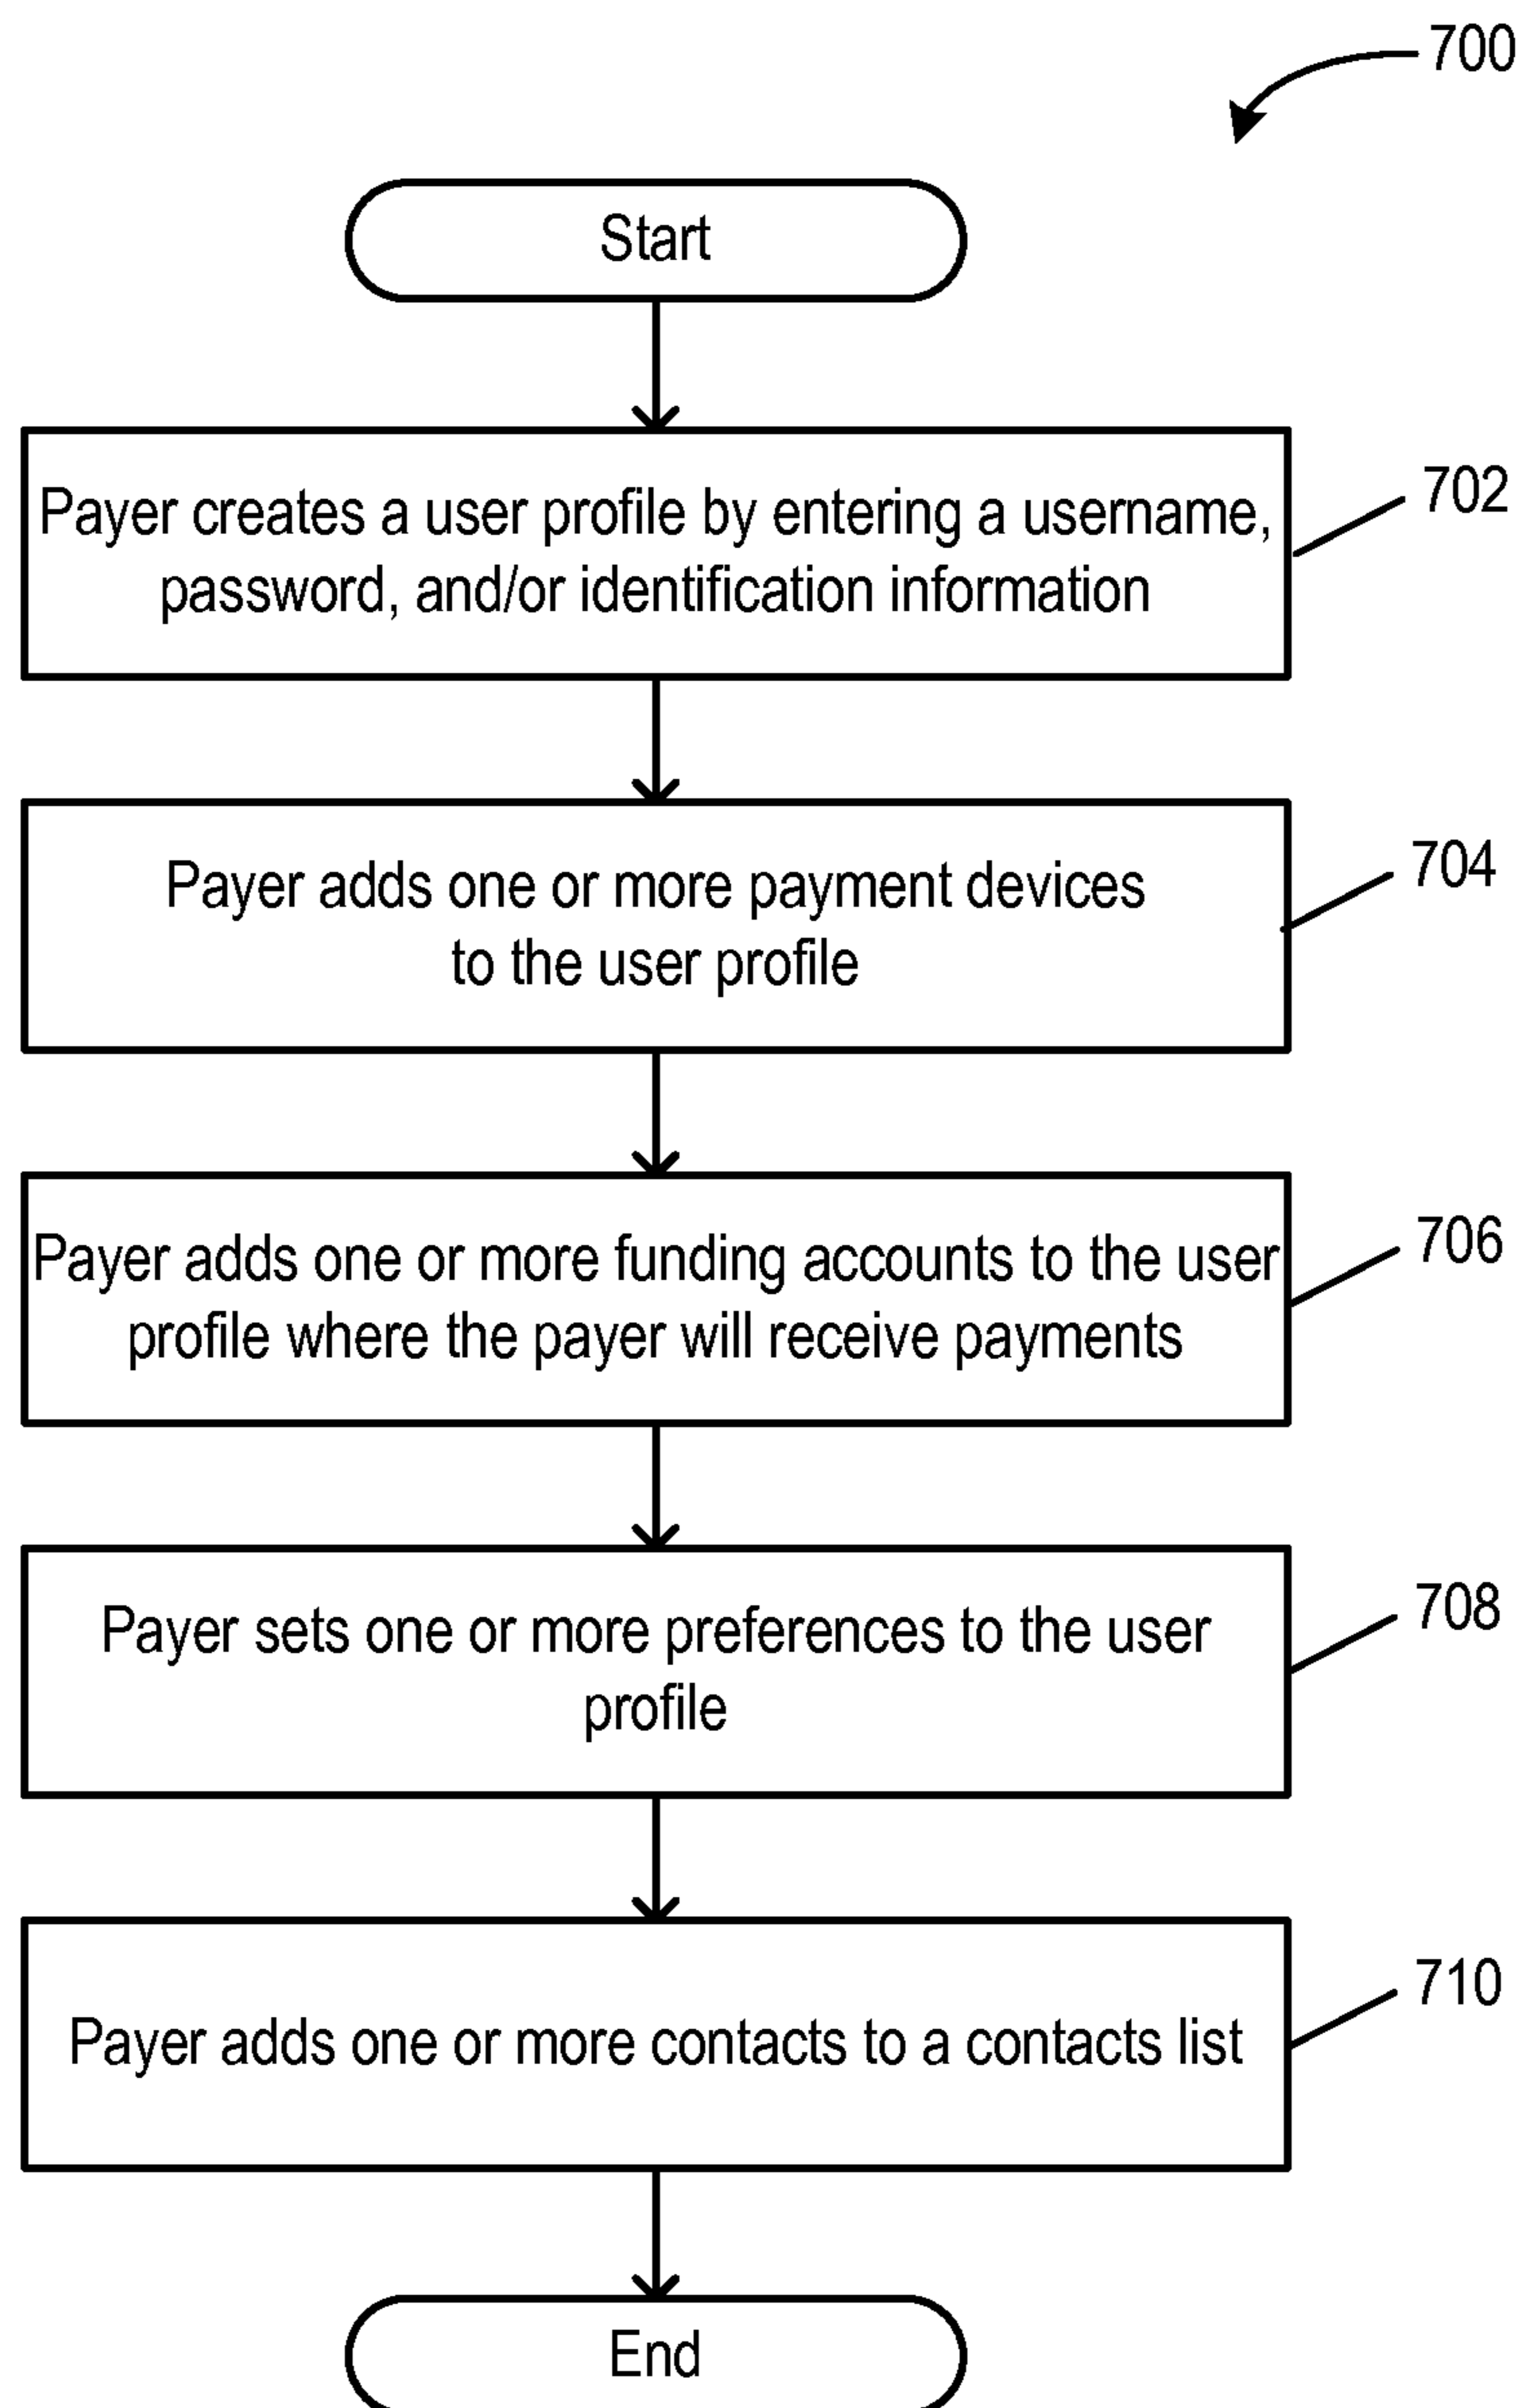 700
Start
Payer creates a user profile by entering a username,
password, and/or identification information
702
Payer adds one or more payment devices
to the user profile
704
Payer adds one or more funding accounts to the user
profile where the payer will receive payments
706
Payer sets one or more preferences to the user
profile
708
Payer adds one or more contacts to a contacts list
710
End